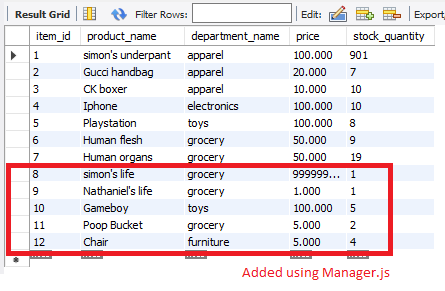 Result Grid Filter Rows: Edit: Export
item_id product_name department_name price stock_quantity
1 simon's underpant apparel 100.000 901
2 Gucci handbag apparel 20.000 7
3 CK boxer apparel 10.000 10
4 Iphone electronics 100.000 10
5 Playstation toys 100.000 8
6 Human flesh grocery 50.000 9
7 Human organs grocery 50.000 19
8 simon's life grocery 999999... 1
9 Nathaniel's life grocery 1.000 1
10 Gameboy toys 100.000 5
11 Poop Bucket grocery 5.000 2
12 Chair furniture 5.000 4
Added using Manager.js